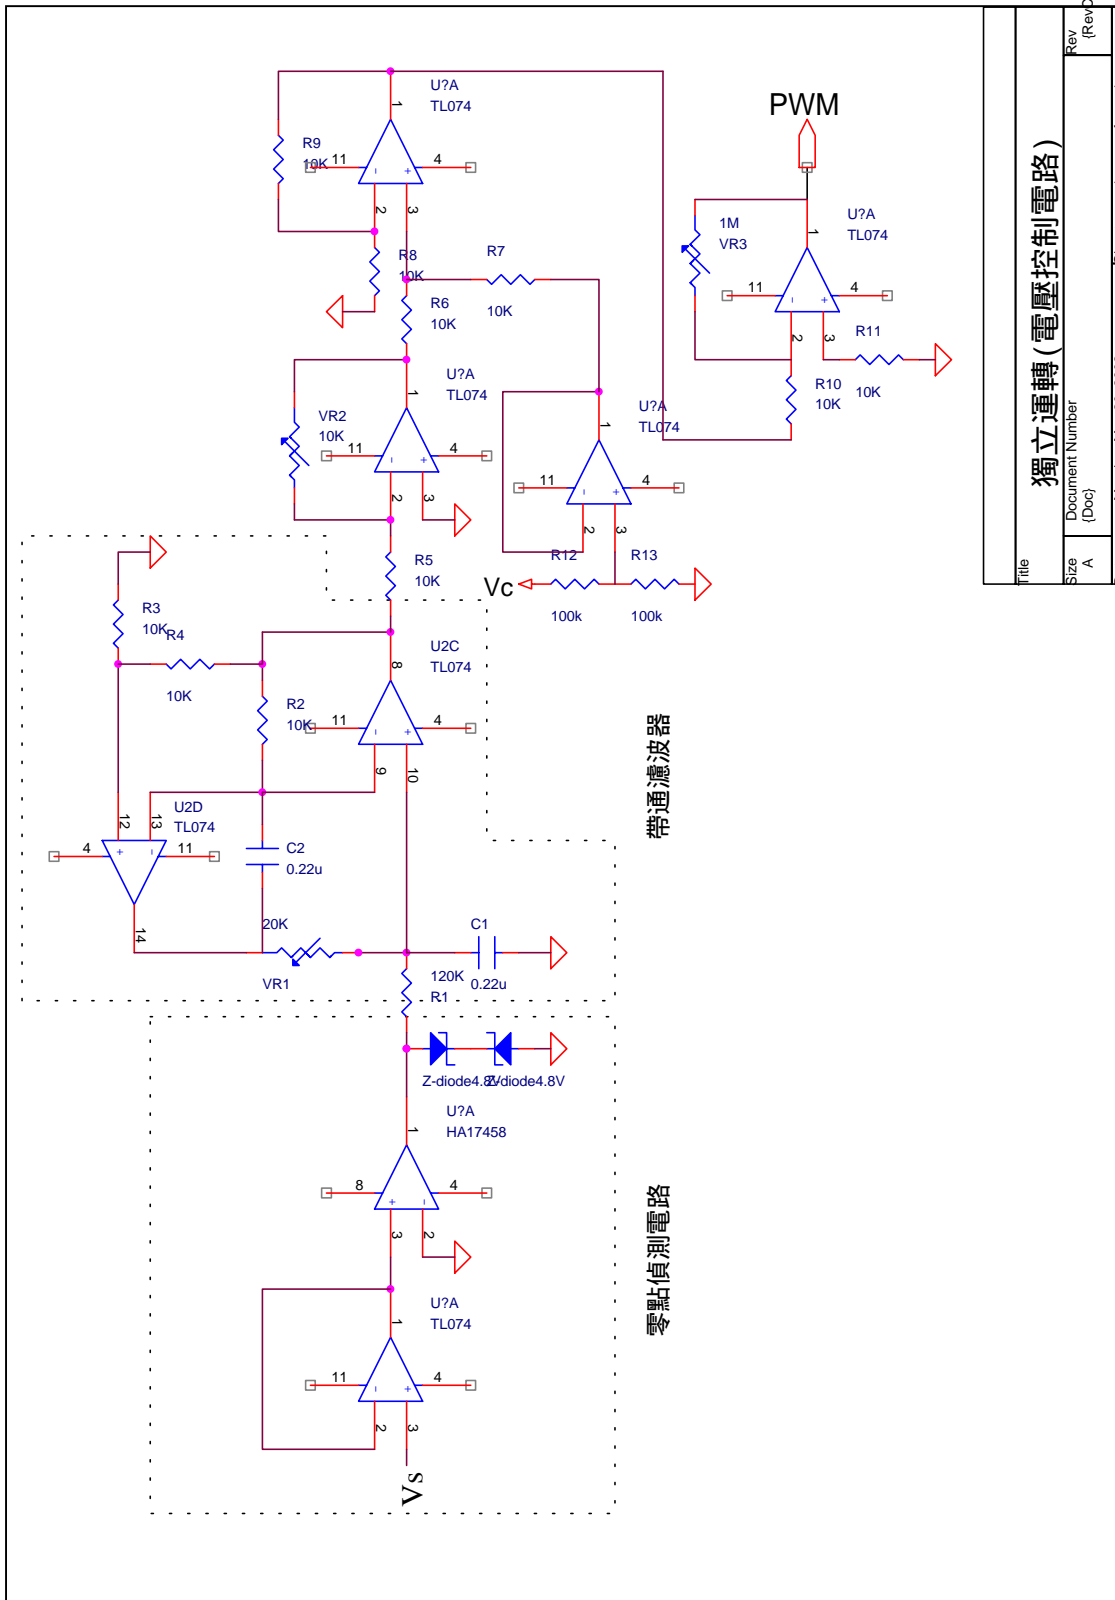 U?A
TL074
1
R9
10K
11
4
2
3
R8
10K
R7
10K
R6
10K
PWM
1M
VR3
U?A
TL074
1
11
4
2
3
R11
10K
R10
10K
U?A
TL074
1
VR2
10K
11
4
2
3
U?A
TL074
1
11
4
2
3
R12
100k
R13
100k
Vc
R5
10K
R3
10K
R4
10K
R2
10K
U2C
TL074
8
11
4
9
10
U2D
TL074
12
13
4
11
14
C2
0.22u
20K
VR1
C1
0.22u
120K
R1
帶通濾波器
Z-diode4.8V
Z-diode4.8V
U?A
HA17458
1
8
4
3
2
U?A
TL074
1
11
4
2
3
Vs
零點偵測電路
Title
獨立運轉(電壓控制電路)
Size
A
Document Number
{Doc}
Rev